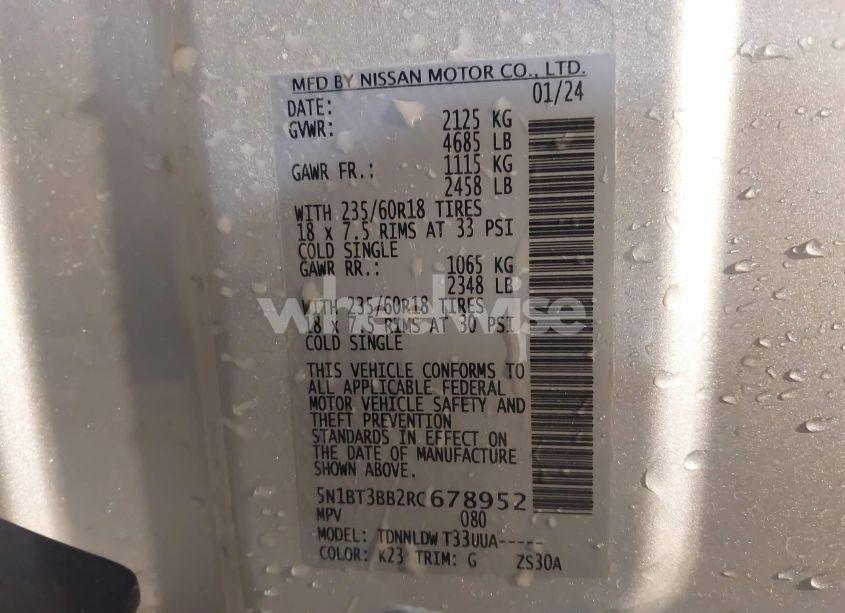 MFD BY NISSAN MOTOR CO., LTD.
DATE: 01/24
GVWR: 2125 KG
4685 LB
GAWR FR.: 1115 KG
2458 LB
WITH 235/60R18 TIRES
18 x 7.5 RIMS AT 33 PSI
COLD SINGLE
GAWR RR.: 1065 KG
2348 LB
WITH 235/60R18 TIRES
18 x 7.5 RIMS AT 30 PSI
COLD SINGLE
THIS VEHICLE CONFORMS TO
ALL APPLICABLE FEDERAL
MOTOR VEHICLE SAFETY AND
THEFT PREVENTION
STANDARDS IN EFFECT ON
THE DATE OF MANUFACTURE
SHOWN ABOVE.
5N1BT3BB2RC678952
MPV 080
MODEL: TDNNLDW T33UUA-----
COLOR: K23 TRIM: G ZS30A